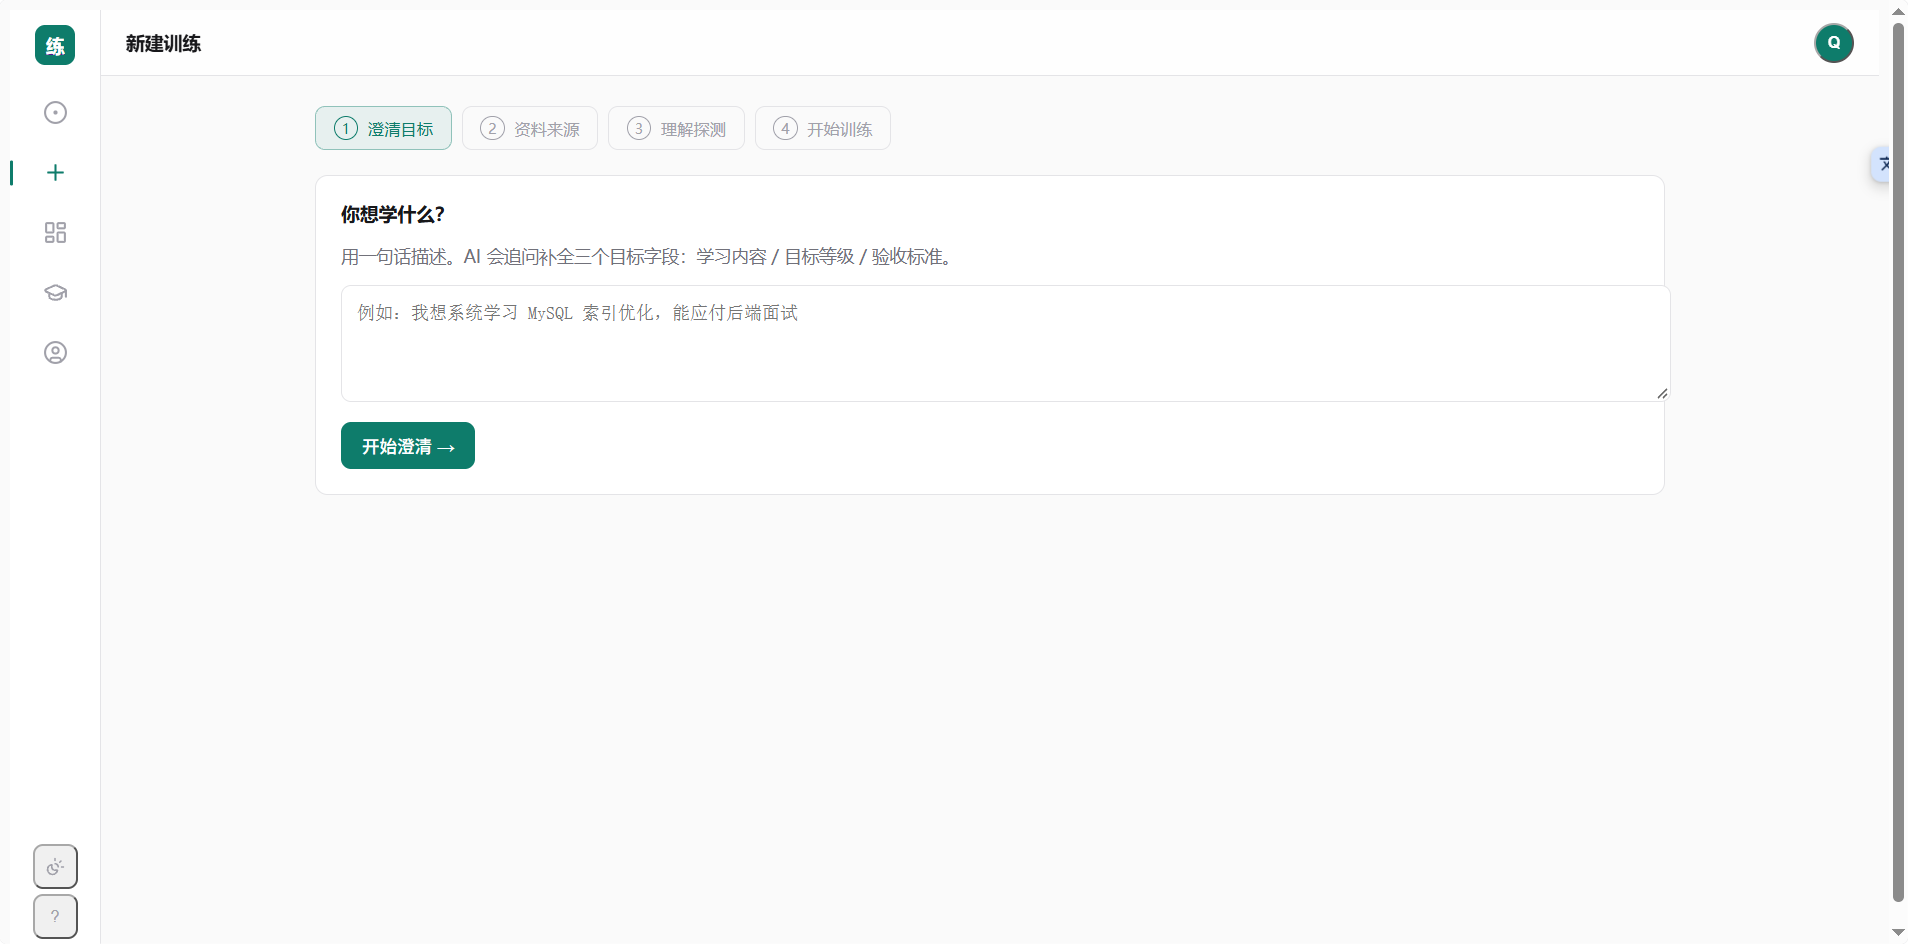 练
新建训练
Q
1 澄清目标
2 资料来源
3 理解探测
4 开始训练
你想学什么？
用一句话描述。AI 会追问补全三个目标字段：学习内容 / 目标等级 / 验收标准。
例如：我想系统学习 MySQL 索引优化，能应付后端面试
开始澄清 →
?